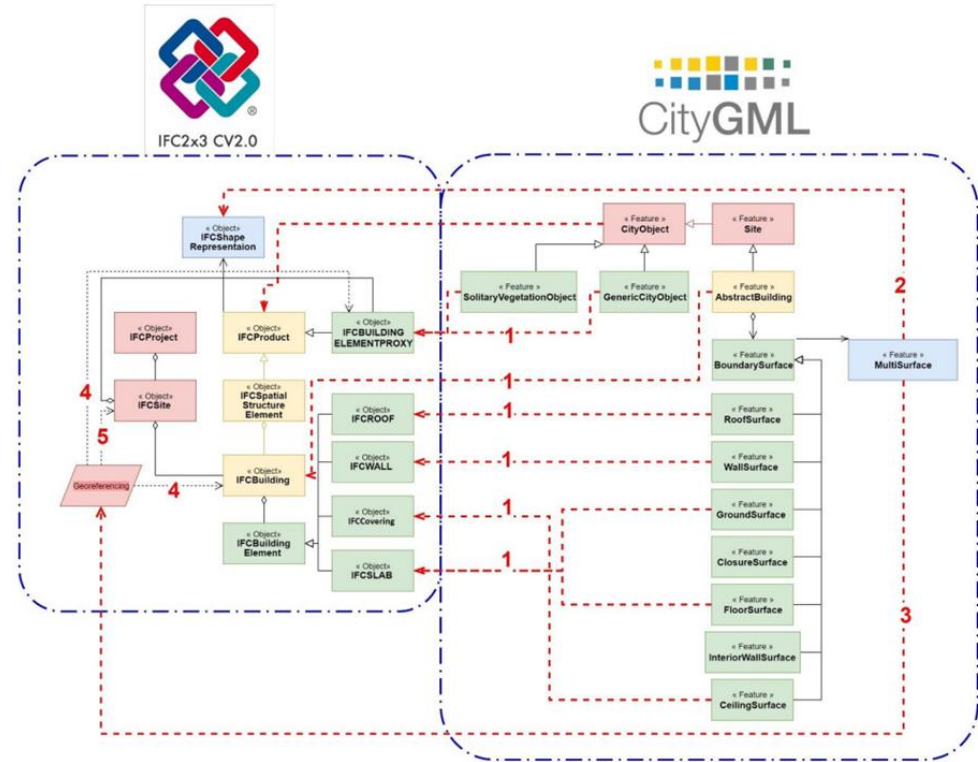 ®
IFC2x3 CV2.0
CityGML
« Object»
IFCShape
Representaion
« Object»
IFCProject
« Object»
IFCProduct
« Object»
IFCBUILDING
ELEMENTPROXY
« Object»
IFCSite
« Object»
IFCSpatial
Structure
Element
« Object»
IFCROOF
« Object»
IFCWALL
Georeferencing
« Object»
IFCBuilding
« Object»
IFCCovering
« Object»
IFCBuilding
Element
« Object»
IFCSLAB
4
5
4
1
1
1
1
1
1
« Feature »
CityObject
« Feature »
Site
« Feature »
SolitaryVegetationObject
« Feature »
GenericCityObject
« Feature »
AbstractBuilding
2
« Feature »
BoundarySurface
« Feature »
MultiSurface
« Feature »
RoofSurface
« Feature »
WallSurface
« Feature »
GroundSurface
« Feature »
ClosureSurface
« Feature »
FloorSurface
3
« Feature »
InteriorWallSurface
« Feature »
CeilingSurface